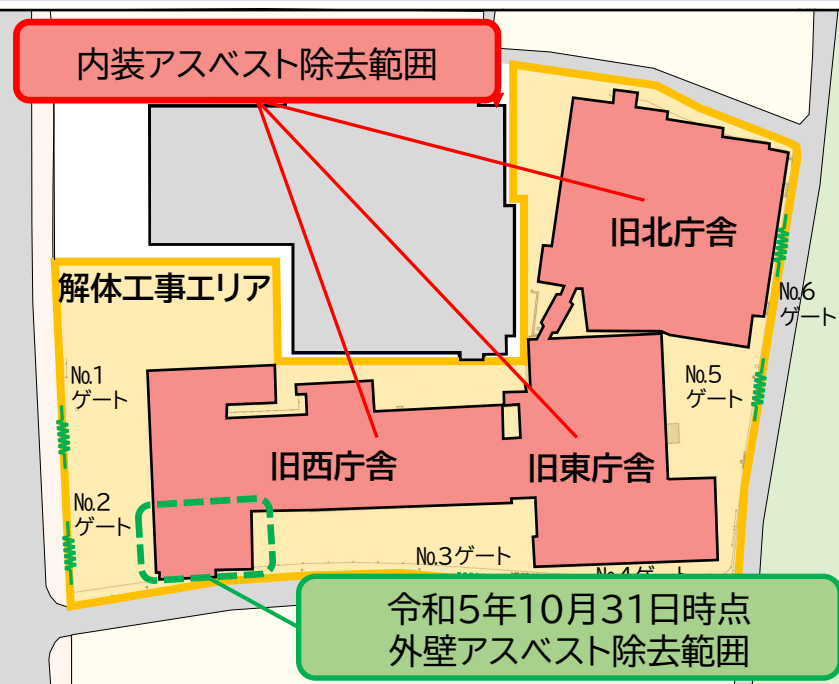 内装アスベスト除去範囲
旧北庁舎
解体工事エリア
No.6
ゲート
No.1
ゲート
No.5
ゲート
旧西庁舎
旧東庁舎
No.2
ゲート
No.3ゲート
令和5年10月31日時点
外壁アスベスト除去範囲